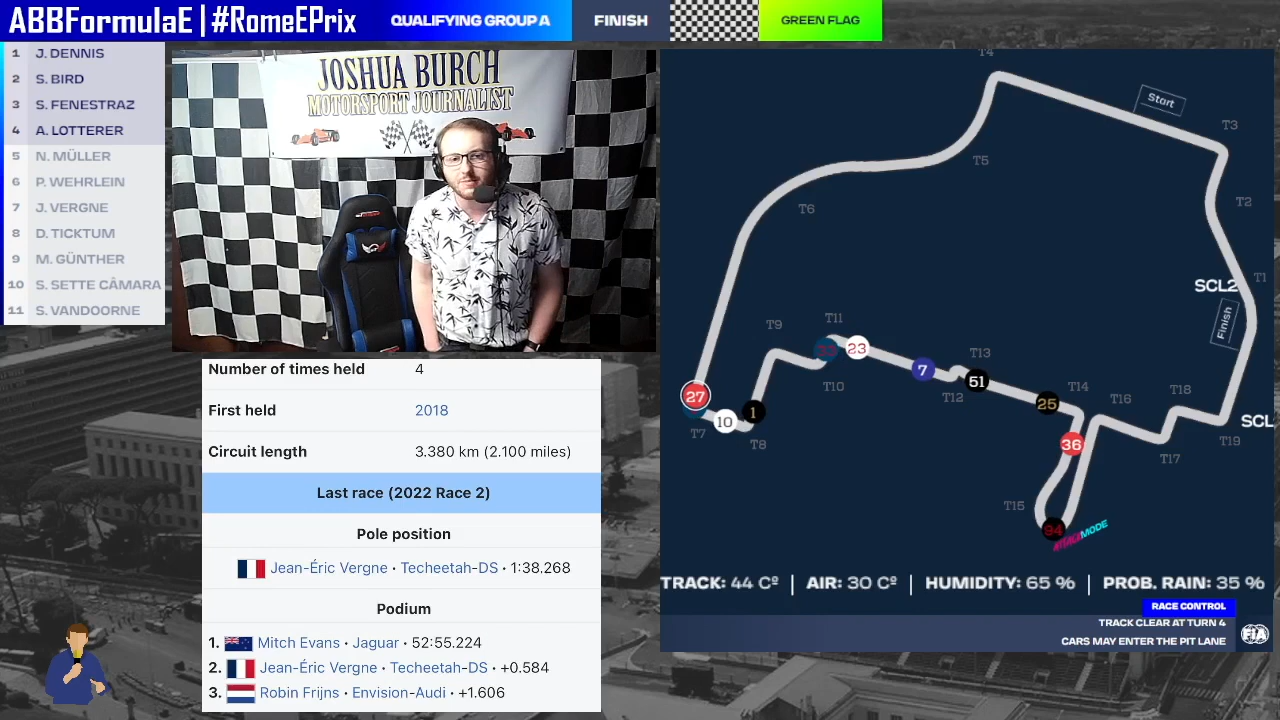 ABBFormulaE | #RomeEPrix
QUALIFYING GROUP A
FINISH
GREEN FLAG
1 J. DENNIS
2 S. BIRD
3 S. FENESTRAZ
4 A. LOTTERER
5 N. MÜLLER
6 P. WEHRLEIN
7 J. VERGNE
8 D. TICKTUM
9 M. GÜNTHER
10 S. SETTE CÂMARA
11 S. VANDOORNE
JOSHUA BURCH
MOTORSPORT JOURNALIST
Number of times held 4
First held 2018
Circuit length 3.380 km (2.100 miles)
Last race (2022 Race 2)
Pole position
Jean-Éric Vergne • Techeetah-DS • 1:38.268
Podium
1. Mitch Evans • Jaguar • 52:55.224
2. Jean-Éric Vergne • Techeetah-DS • +0.584
3. Robin Frijns • Envision-Audi • +1.606
T4
Start
T3
T5
T2
T6
T1
SCL2
Finish
T11
T9
33
23
T13
7
51
T10
T12
T14
27
25
T16
T18
10
1
SCL
T7
T8
36
T17
T19
T15
94
ATTACK MODE
TRACK: 44 Cº | AIR: 30 Cº | HUMIDITY: 65 % | PROB. RAIN: 35 %
RACE CONTROL
TRACK CLEAR AT TURN 4
CARS MAY ENTER THE PIT LANE
FIA